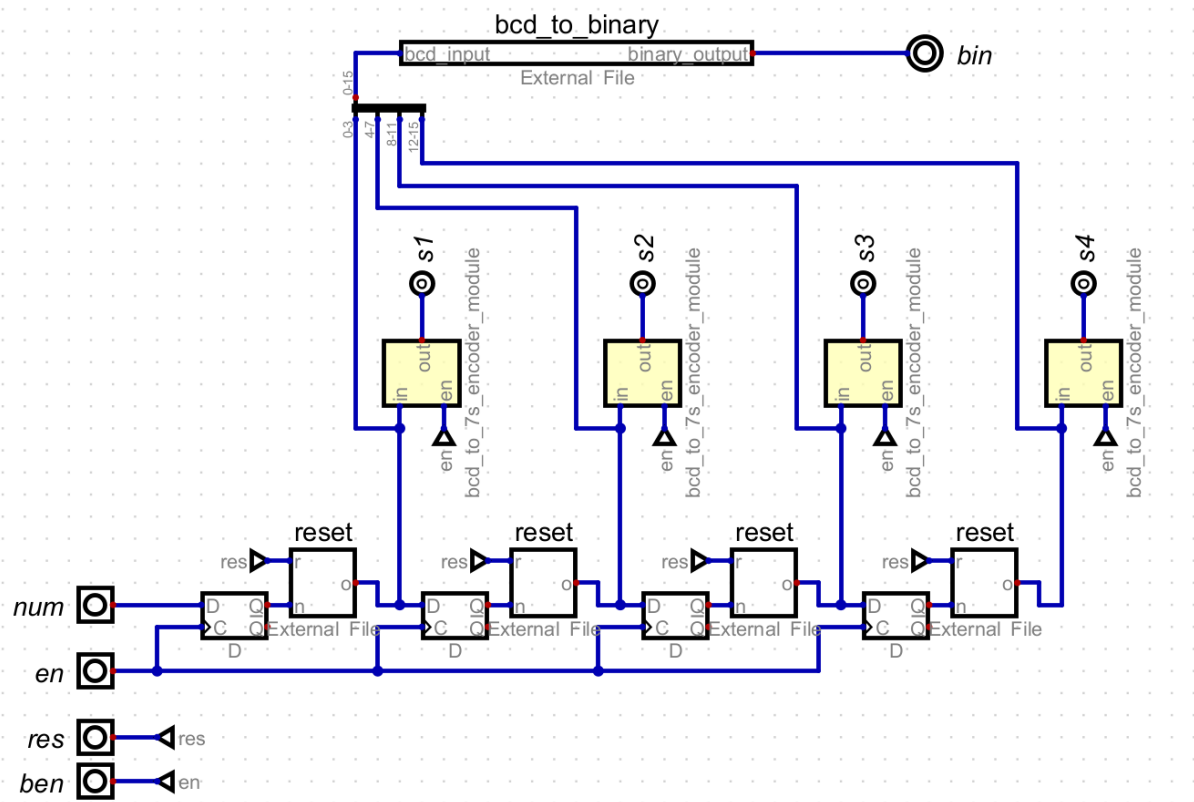 bcd_to_binary
bcd_input binary_output
External File
bin
0-15
0-3
4-7
8-11
12-15
s1
s2
s3
s4
out
in
en
en
bcd_to_7s_encoder_module
out
in
en
en
bcd_to_7s_encoder_module
out
in
en
en
bcd_to_7s_encoder_module
out
in
en
en
bcd_to_7s_encoder_module
reset
reset
reset
reset
res
r
o
n
External File
res
r
o
n
External File
res
r
o
n
External File
res
r
o
n
External File
num
D Q
C Q
D
D Q
C Q
D
D Q
C Q
D
D Q
C Q
D
en
res
res
ben
en